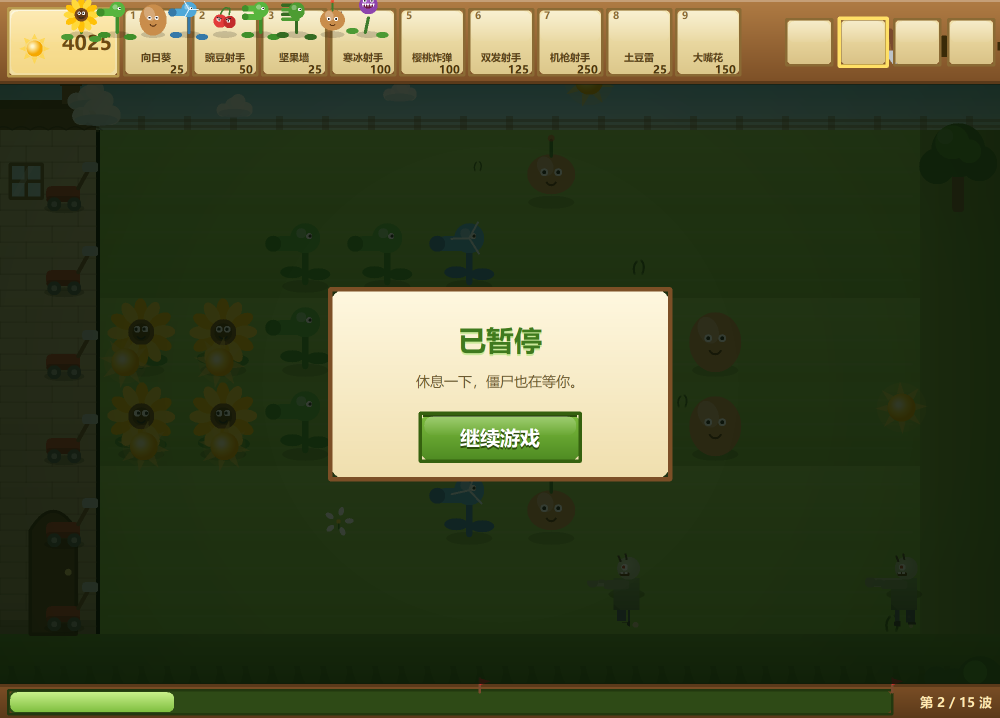 4025
1 2 3 5 6 7 8 9
向日葵 豌豆射手 坚果墙 寒冰射手 樱桃炸弹 双发射手 机枪射手 土豆雷 大嘴花
25 50 25 100 100 125 250 25 150
已暂停
休息一下，僵尸也在等你。
继续游戏
第 2 / 15 波